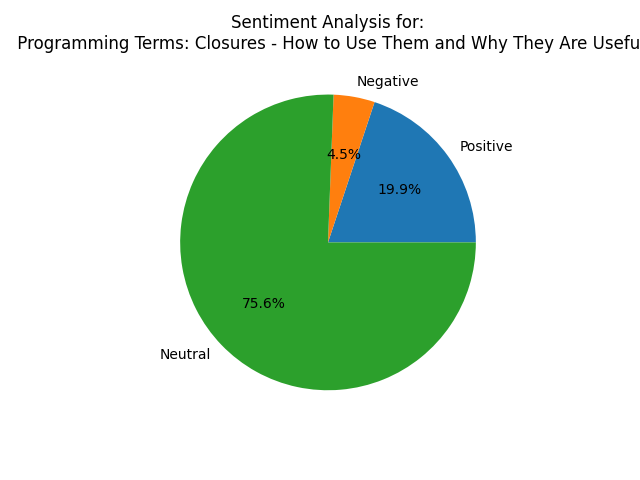 Sentiment Analysis for:
Programming Terms: Closures - How to Use Them and Why They Are Usefu
Negative
Positive
4.5%
19.9%
75.6%
Neutral